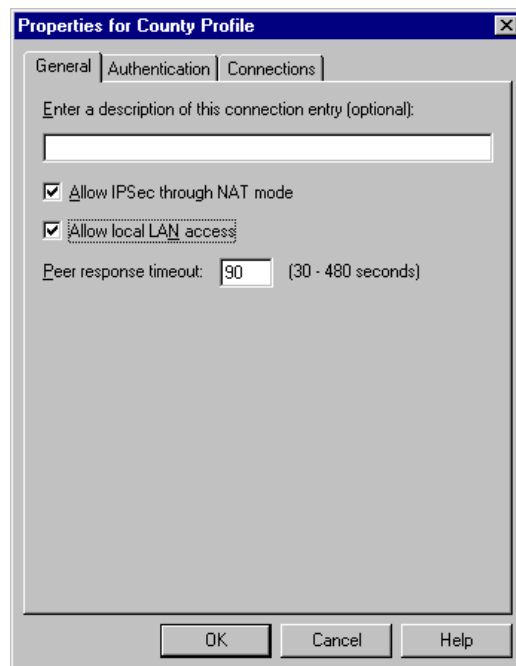 Properties for County Profile
General Authentication Connections
Enter a description of this connection entry (optional):
Allow IPSec through NAT mode
Allow local LAN access
Peer response timeout: 90 (30 - 480 seconds)
OK Cancel Help